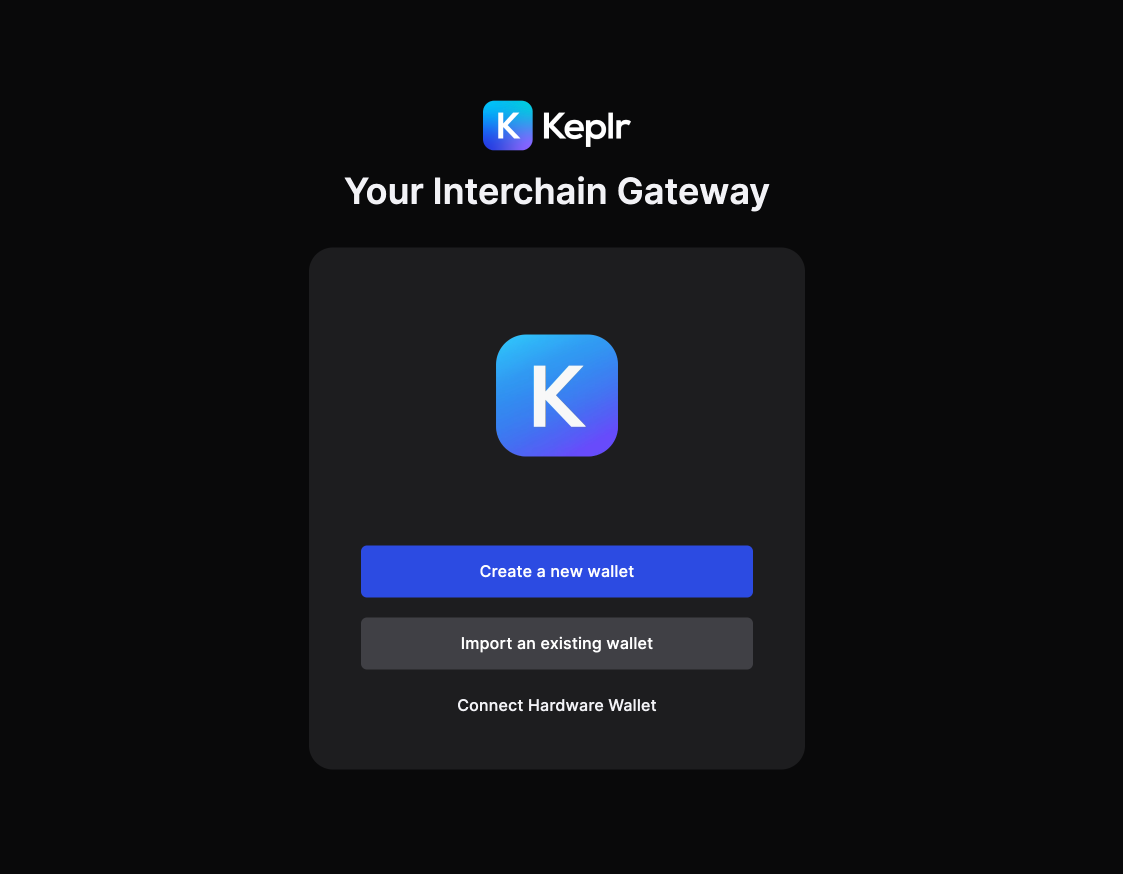 K Keplr
Your Interchain Gateway
K
Create a new wallet
Import an existing wallet
Connect Hardware Wallet